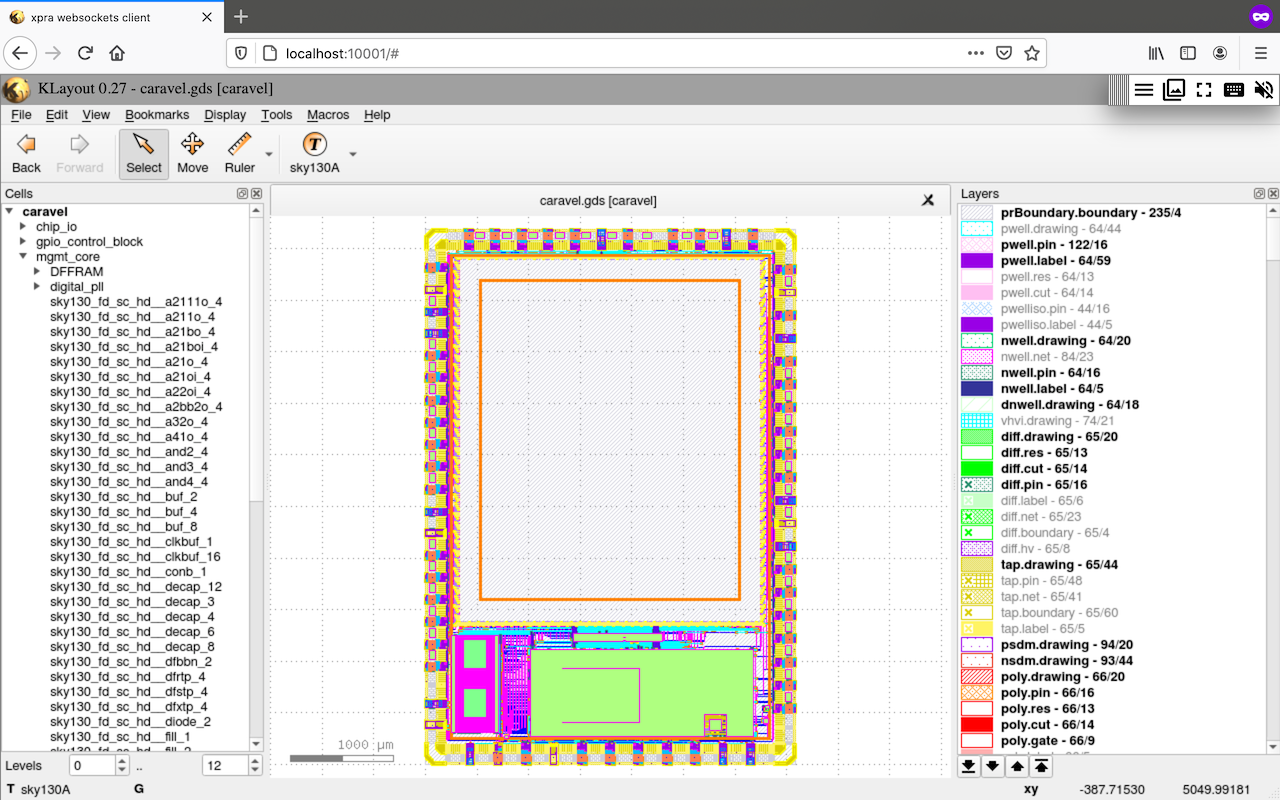 xpra websockets client
localhost:10001/#
KLayout 0.27 - caravel.gds [caravel]
File Edit View Bookmarks Display Tools Macros Help
Back Forward Select Move Ruler T sky130A
Cells
caravel
chip_io
gpio_control_block
mgmt_core
DFFRAM
digital_pll
sky130_fd_sc_hd__a2111o_4
sky130_fd_sc_hd__a211o_4
sky130_fd_sc_hd__a21bo_4
sky130_fd_sc_hd__a21boi_4
sky130_fd_sc_hd__a21o_4
sky130_fd_sc_hd__a21oi_4
sky130_fd_sc_hd__a22oi_4
sky130_fd_sc_hd__a2bb2o_4
sky130_fd_sc_hd__a32o_4
sky130_fd_sc_hd__a41o_4
sky130_fd_sc_hd__and2_4
sky130_fd_sc_hd__and3_4
sky130_fd_sc_hd__and4_4
sky130_fd_sc_hd__buf_2
sky130_fd_sc_hd__buf_4
sky130_fd_sc_hd__buf_8
sky130_fd_sc_hd__clkbuf_1
sky130_fd_sc_hd__clkbuf_16
sky130_fd_sc_hd__conb_1
sky130_fd_sc_hd__decap_12
sky130_fd_sc_hd__decap_3
sky130_fd_sc_hd__decap_4
sky130_fd_sc_hd__decap_6
sky130_fd_sc_hd__decap_8
sky130_fd_sc_hd__dfbbn_2
sky130_fd_sc_hd__dfrtp_4
sky130_fd_sc_hd__dfstp_4
sky130_fd_sc_hd__dfxtp_4
sky130_fd_sc_hd__diode_2
sky130_fd_sc_hd__fill_1
sky130_fd_sc_hd__fill_2
Levels 0 .. 12
caravel.gds [caravel]
1000 µm
Layers
prBoundary.boundary - 235/4
pwell.drawing - 64/44
pwell.pin - 122/16
pwell.label - 64/59
pwell.res - 64/13
pwell.cut - 64/14
pwelliso.pin - 44/16
pwelliso.label - 44/5
nwell.drawing - 64/20
nwell.net - 84/23
nwell.pin - 64/16
nwell.label - 64/5
dnwell.drawing - 64/18
vhvi.drawing - 74/21
diff.drawing - 65/20
diff.res - 65/13
diff.cut - 65/14
diff.pin - 65/16
diff.label - 65/6
diff.net - 65/23
diff.boundary - 65/4
diff.hv - 65/8
tap.drawing - 65/44
tap.pin - 65/48
tap.net - 65/41
tap.boundary - 65/60
tap.label - 65/5
psdm.drawing - 94/20
nsdm.drawing - 93/44
poly.drawing - 66/20
poly.pin - 66/16
poly.res - 66/13
poly.cut - 66/14
poly.gate - 66/9
T sky130A G xy -387.71530 5049.99181